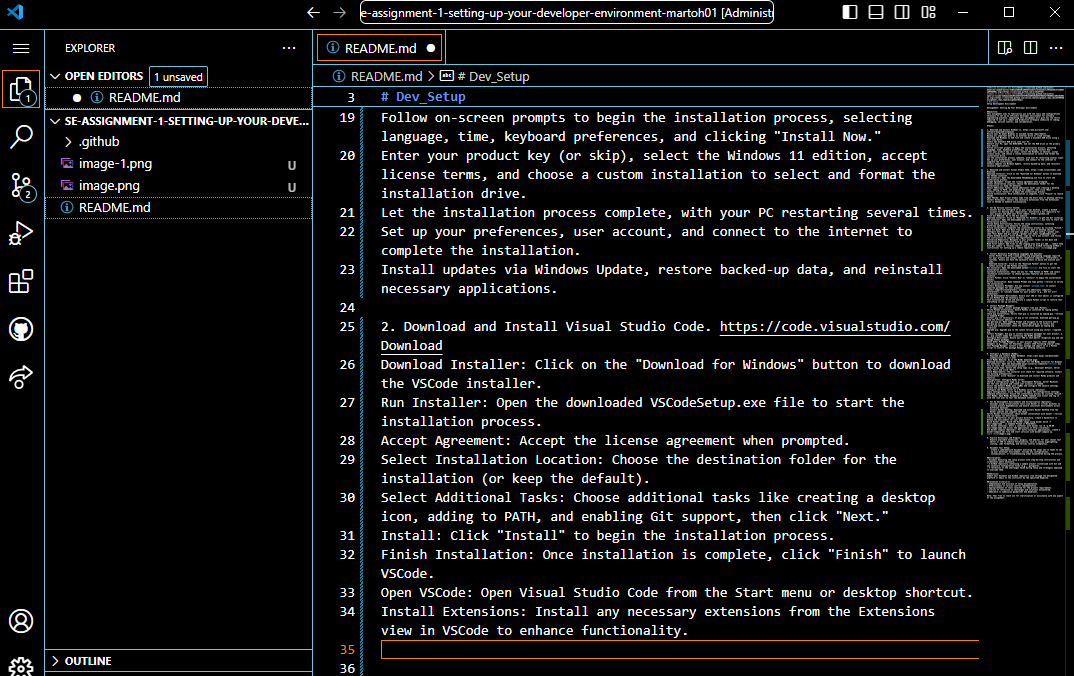 e-assignment-1-setting-up-your-developer-environment-martoh01 [Administ
EXPLORER
OPEN EDITORS 1 unsaved
README.md
SE-ASSIGNMENT-1-SETTING-UP-YOUR-DEVE...
.github
image-1.png U
image.png U
README.md
OUTLINE
1
2
README.md
README.md > # Dev_Setup
3 # Dev_Setup
19 Follow on-screen prompts to begin the installation process, selecting
language, time, keyboard preferences, and clicking "Install Now."
20 Enter your product key (or skip), select the Windows 11 edition, accept
license terms, and choose a custom installation to select and format the
installation drive.
21 Let the installation process complete, with your PC restarting several times.
22 Set up your preferences, user account, and connect to the internet to
complete the installation.
23 Install updates via Windows Update, restore backed-up data, and reinstall
necessary applications.
24
25 2. Download and Install Visual Studio Code. https://code.visualstudio.com/
Download
26 Download Installer: Click on the "Download for Windows" button to download
the VSCode installer.
27 Run Installer: Open the downloaded VSCodeSetup.exe file to start the
installation process.
28 Accept Agreement: Accept the license agreement when prompted.
29 Select Installation Location: Choose the destination folder for the
installation (or keep the default).
30 Select Additional Tasks: Choose additional tasks like creating a desktop
icon, adding to PATH, and enabling Git support, then click "Next."
31 Install: Click "Install" to begin the installation process.
32 Finish Installation: Once installation is complete, click "Finish" to launch
VSCode.
33 Open VSCode: Open Visual Studio Code from the Start menu or desktop shortcut.
34 Install Extensions: Install any necessary extensions from the Extensions
view in VSCode to enhance functionality.
35
36